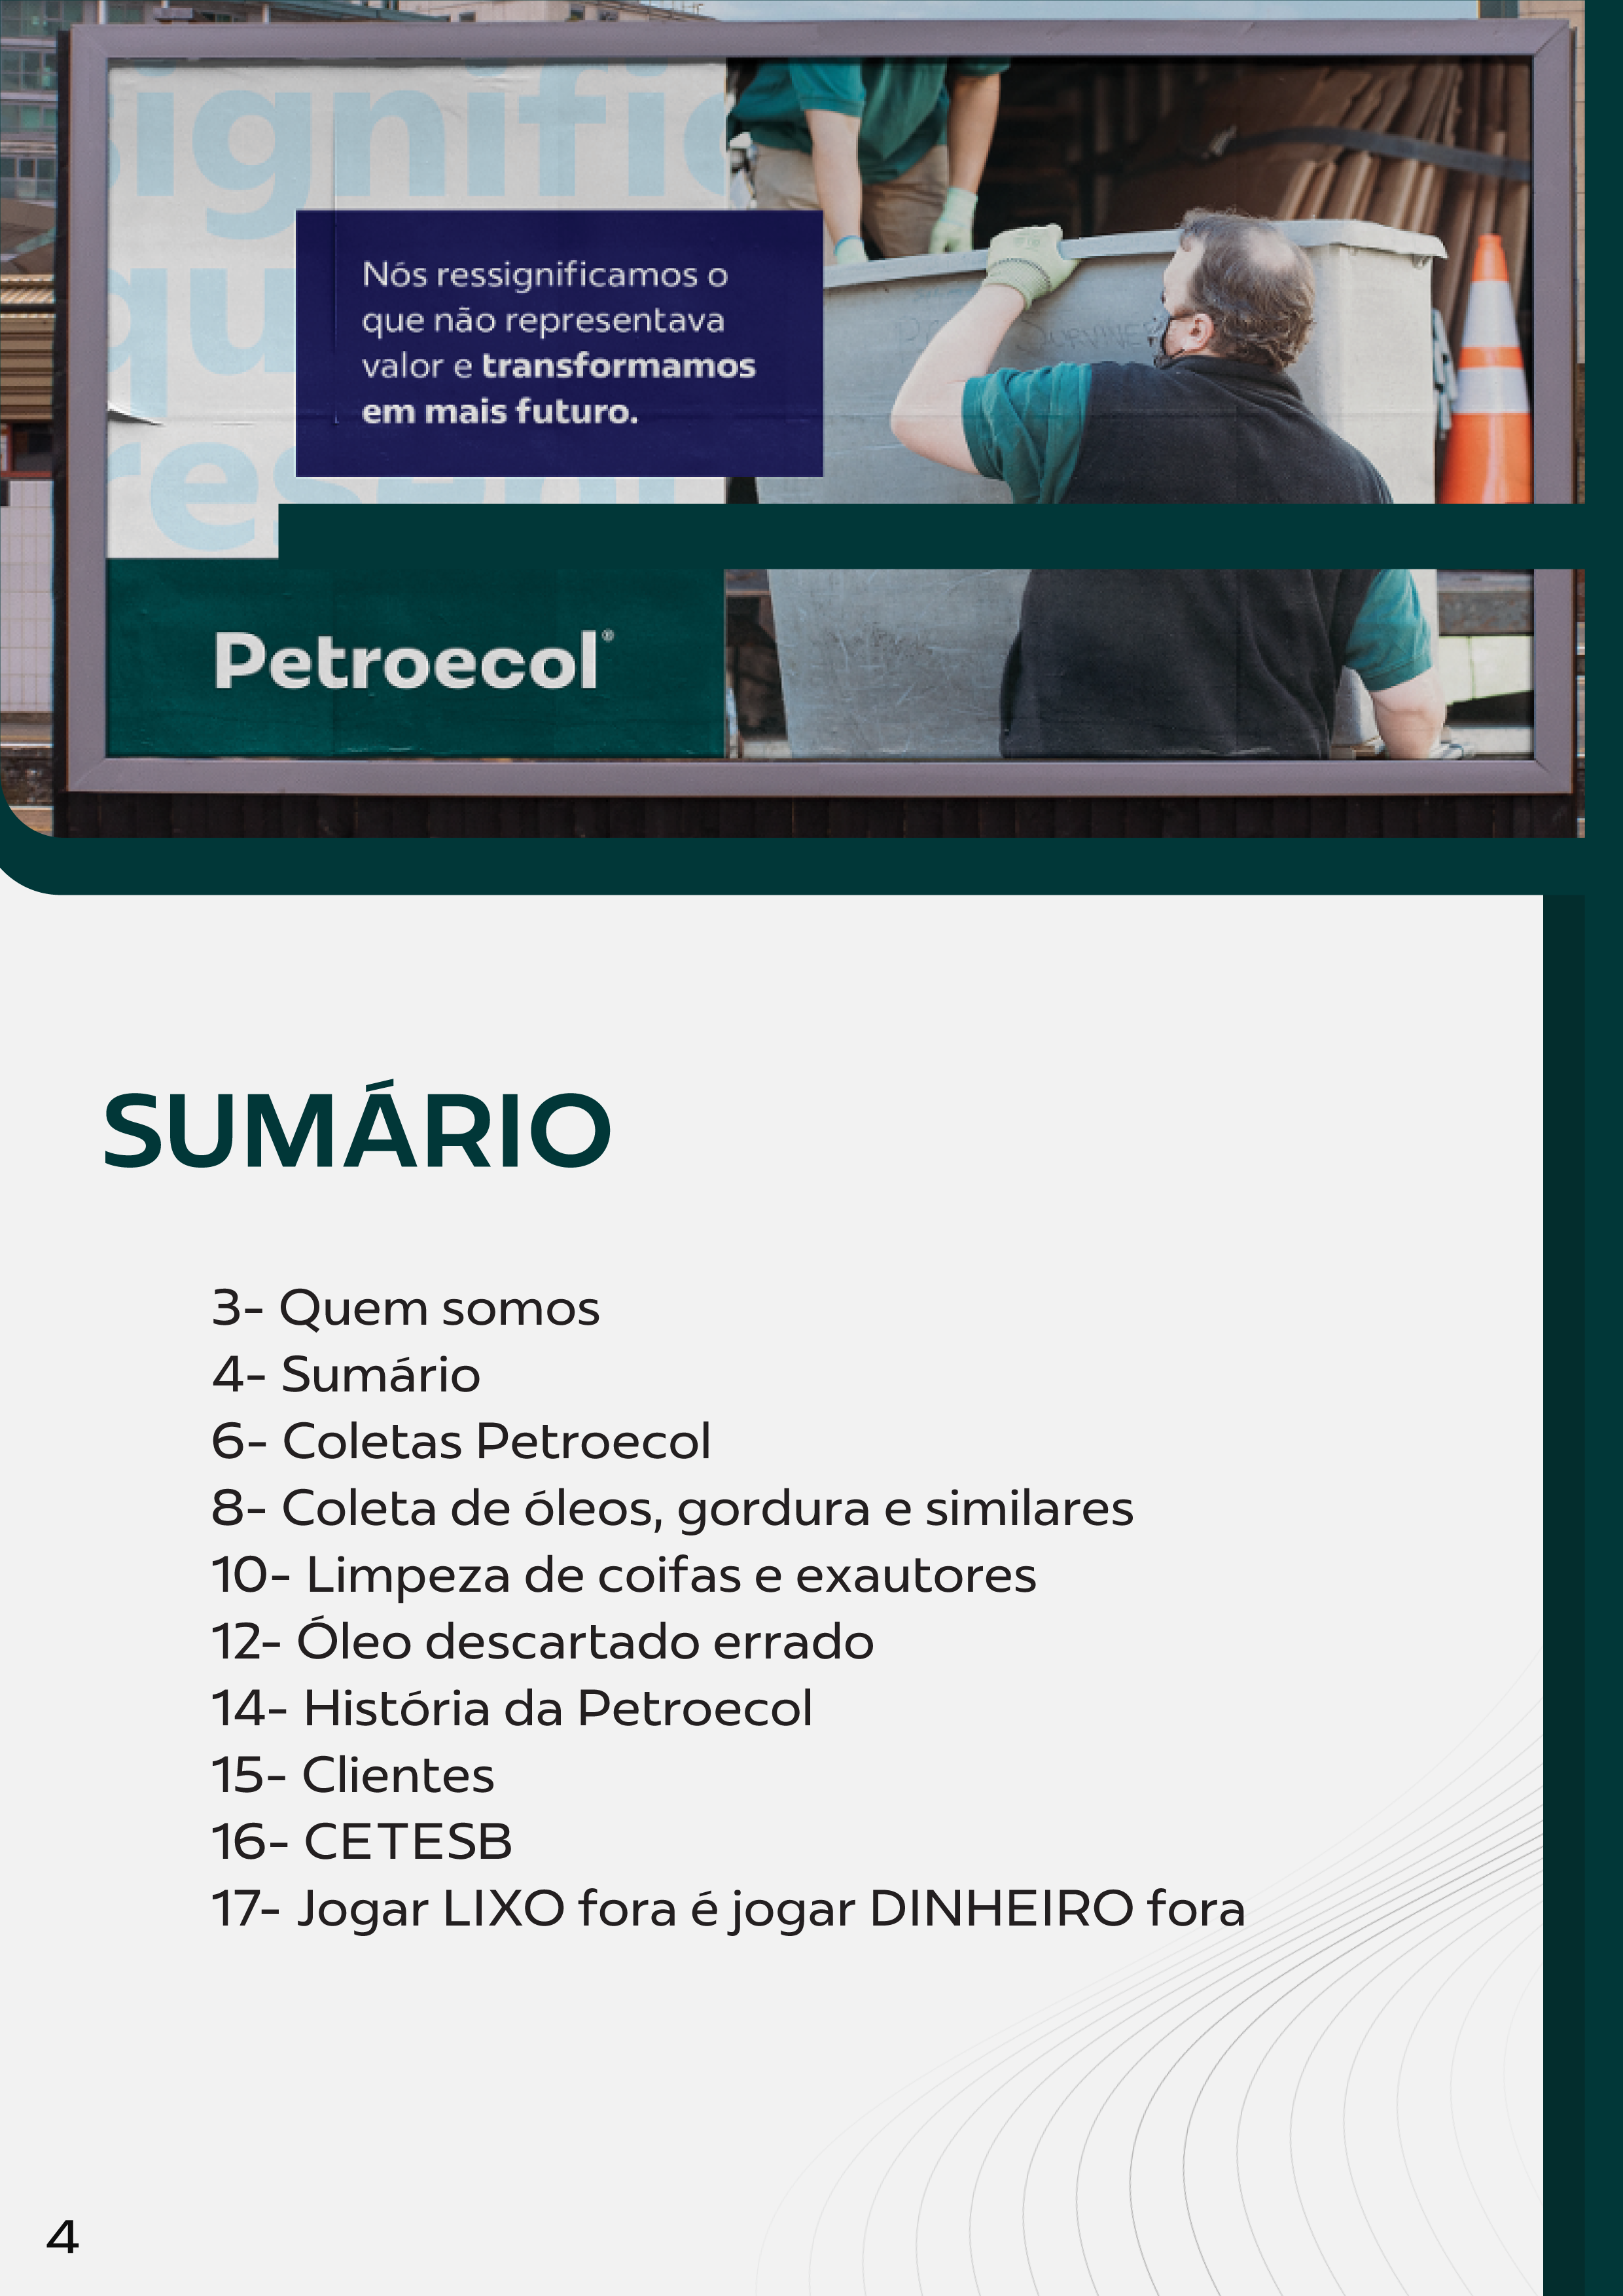 signific
qu
resent
Nós ressignificamos o
que não representava
valor e transformamos
em mais futuro.
Petroecol®
SUMÁRIO
3- Quem somos
4- Sumário
6- Coletas Petroecol
8- Coleta de óleos, gordura e similares
10- Limpeza de coifas e exautores
12- Óleo descartado errado
14- História da Petroecol
15- Clientes
16- CETESB
17- Jogar LIXO fora é jogar DINHEIRO fora
4